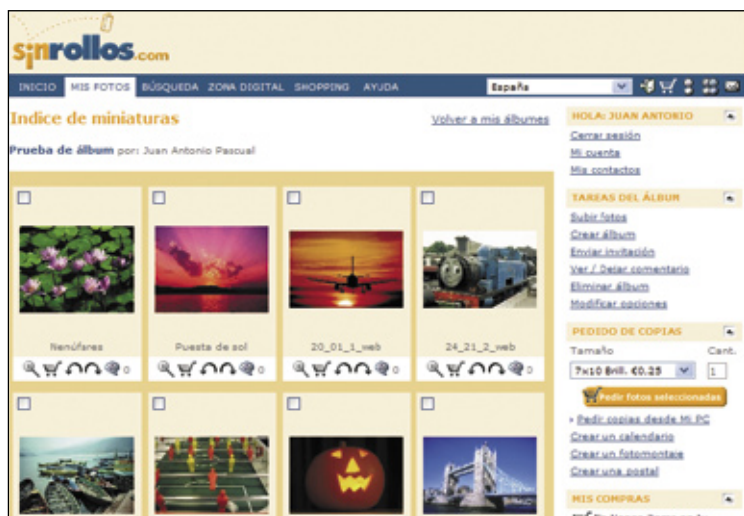 sinrollos.com
INICIO MIS FOTOS BÚSQUEDA ZONA DIGITAL SHOPPING AYUDA España
Indice de miniaturas Volver a mis álbumes
Prueba de álbum por: Juan Antonio Pascual
Nenúfares Puesta de sol 20_01_1_web 24_21_2_web
0 0 0 0
HOLA: JUAN ANTONIO
Cerrar sesión
Mi cuenta
Mis contactos
TAREAS DEL ÁLBUM
Subir fotos
Crear álbum
Enviar invitación
Ver / Dejar comentario
Eliminar álbum
Modificar opciones
PEDIDO DE COPIAS
Tamaño Cant.
7x10 Brill. €0.25 1
Pedir fotos seleccionadas
› Pedir copias desde Mi PC
Crear un calendario
Crear un fotomontaje
Crear una postal
MIS COMPRAS